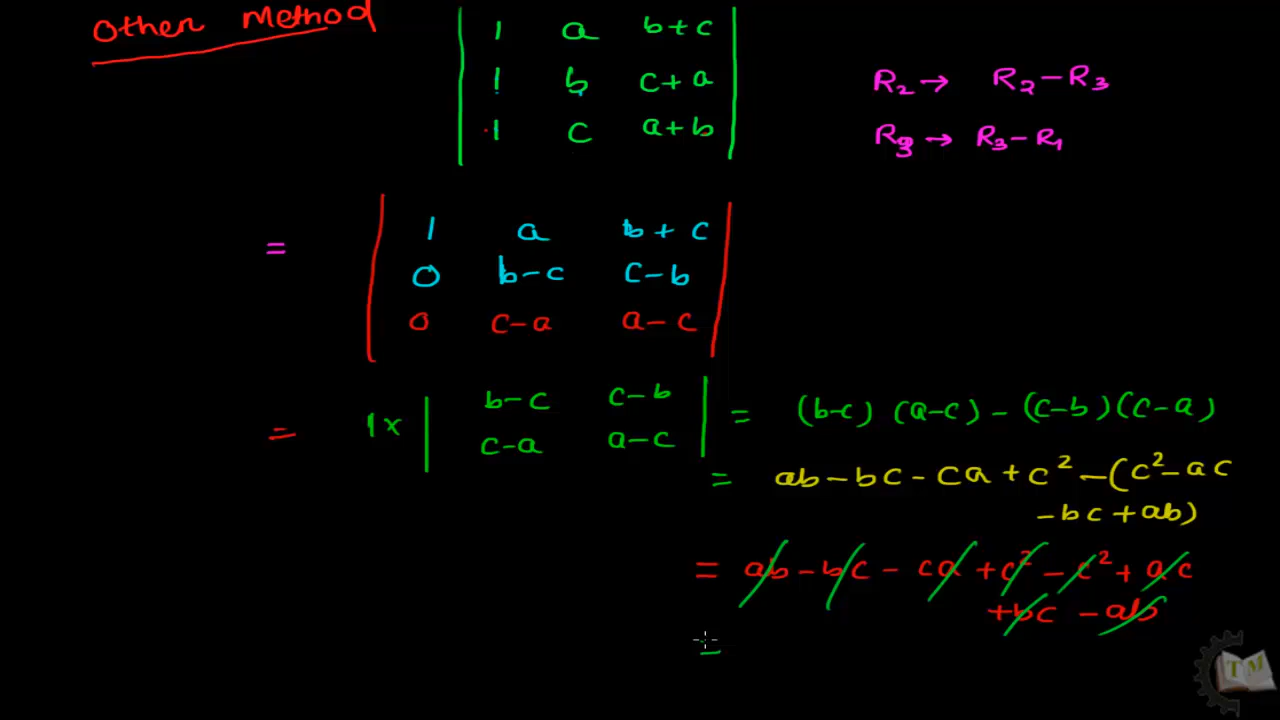 Other Method
| 1 a b+c |
| 1 b c+a |
| 1 c a+b |
R₂ → R₂ − R₃
R₃ → R₃ − R₁
= | 1 a b+c |
| 0 b−c c−b |
| 0 c−a a−c |
= 1× | b−c c−b |
| c−a a−c |
= (b−c) (a−c) − (c−b)(c−a)
= ab − bc − ca + c² − (c² − ac
− bc + ab)
= ab − bc − ca + c² − c² + ac
+bc − ab
=
TM